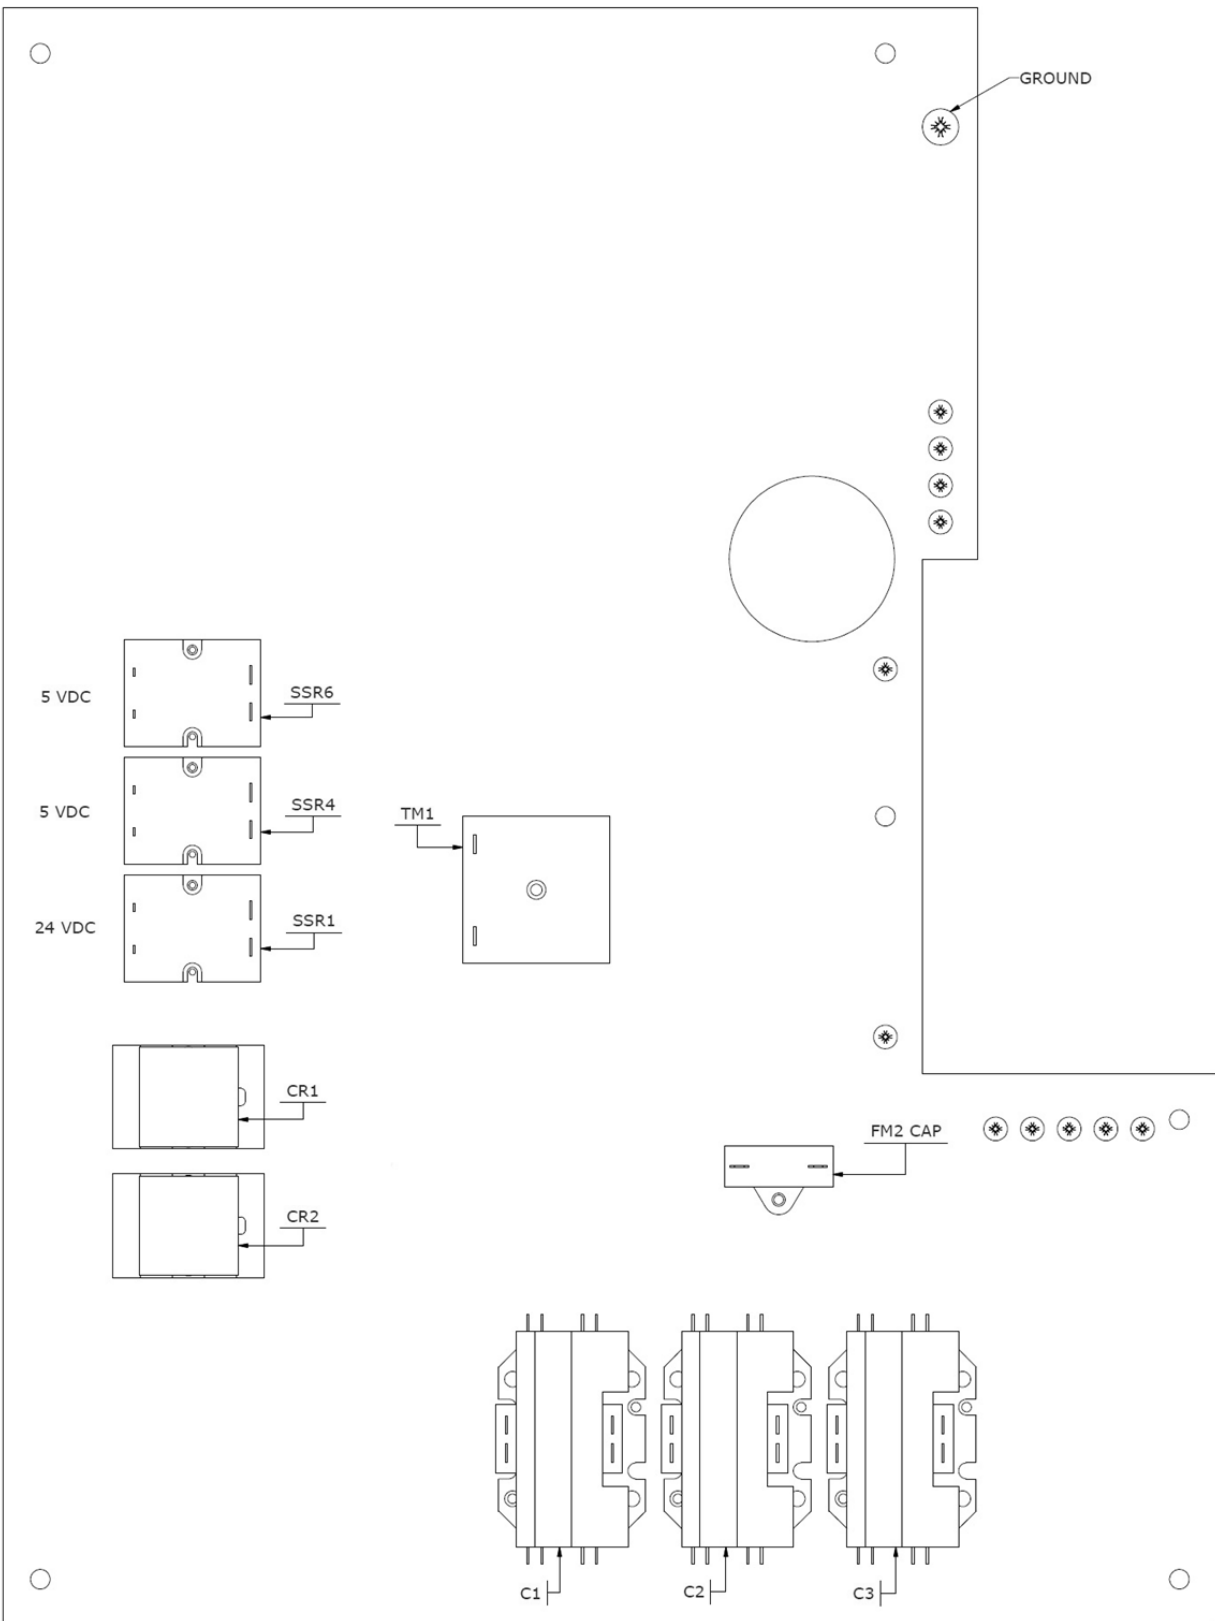 GROUND
5 VDC
SSR6
5 VDC
SSR4
TM1
24 VDC
SSR1
CR1
FM2 CAP
CR2
C1
C2
C3